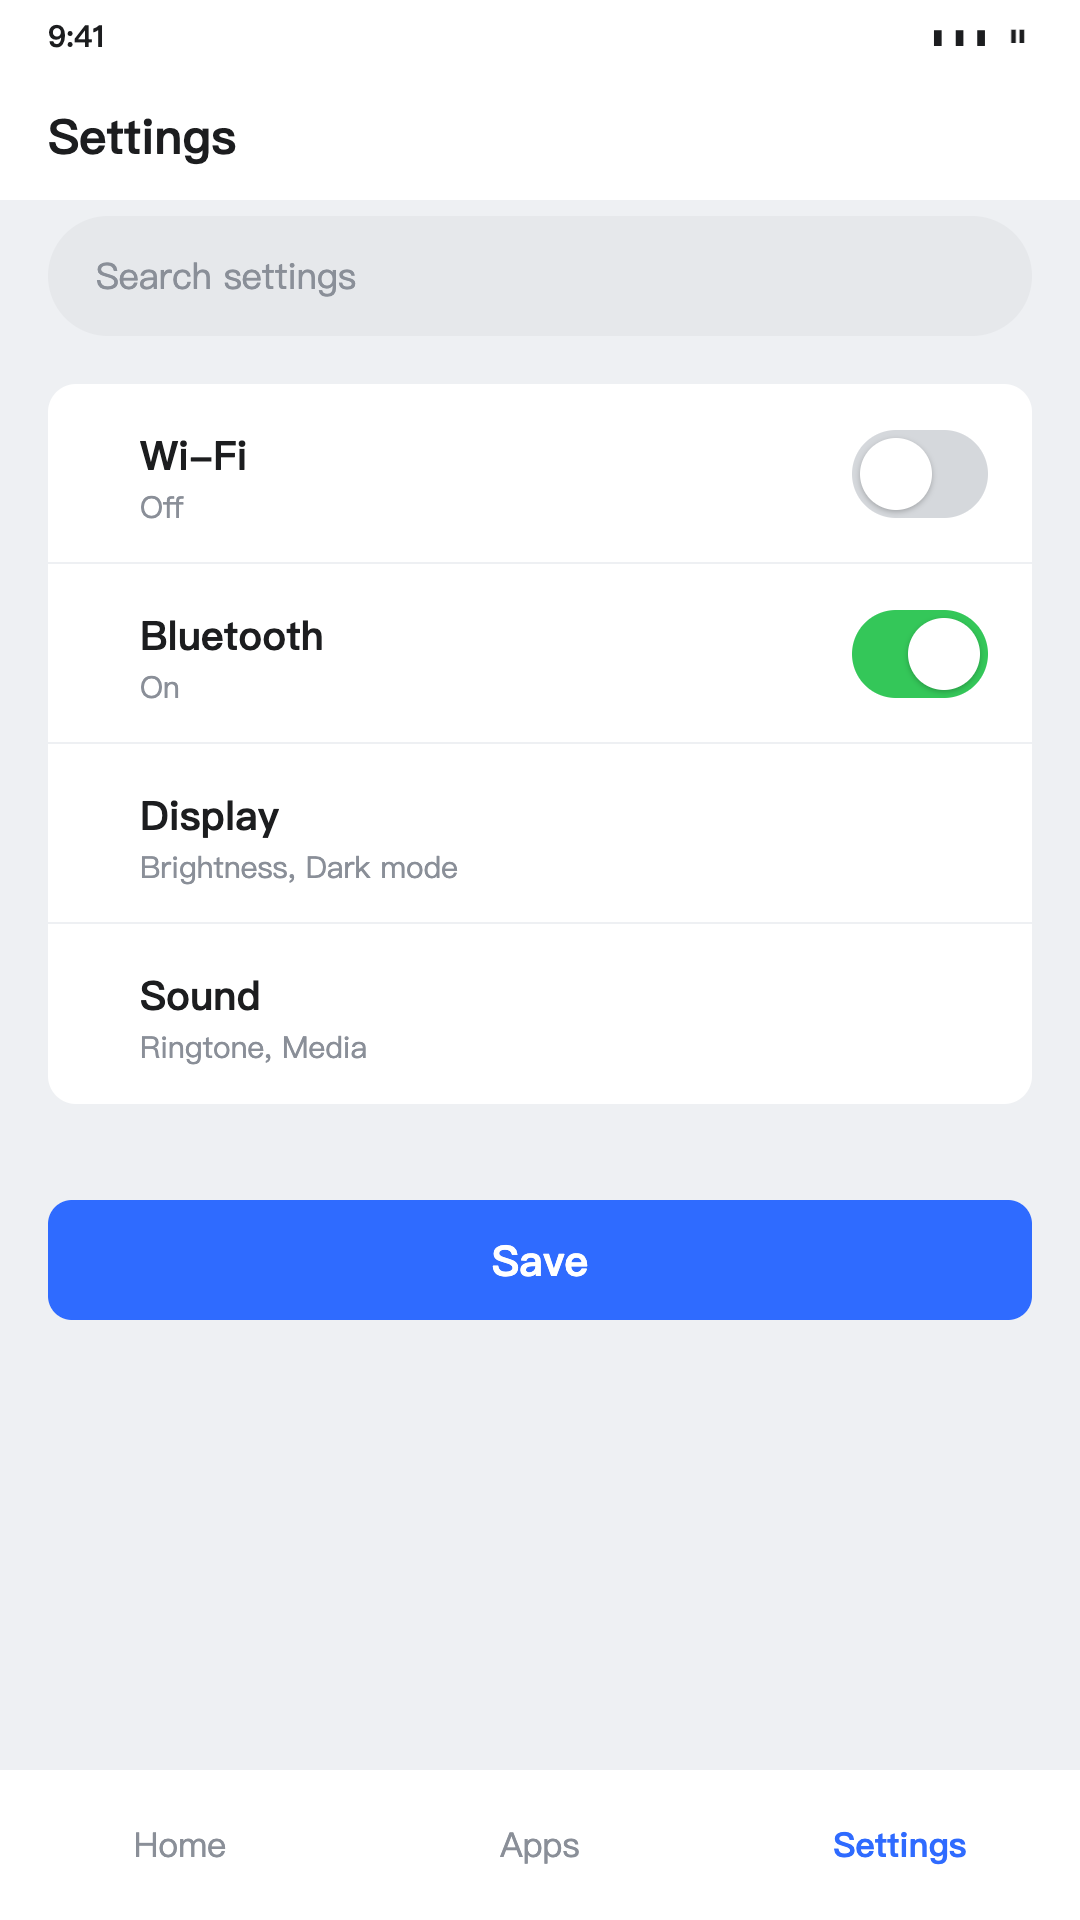 9:41
Settings
Search settings
Wi-Fi
Off
Bluetooth
On
Display
Brightness, Dark mode
Sound
Ringtone, Media
Save
Home
Apps
Settings